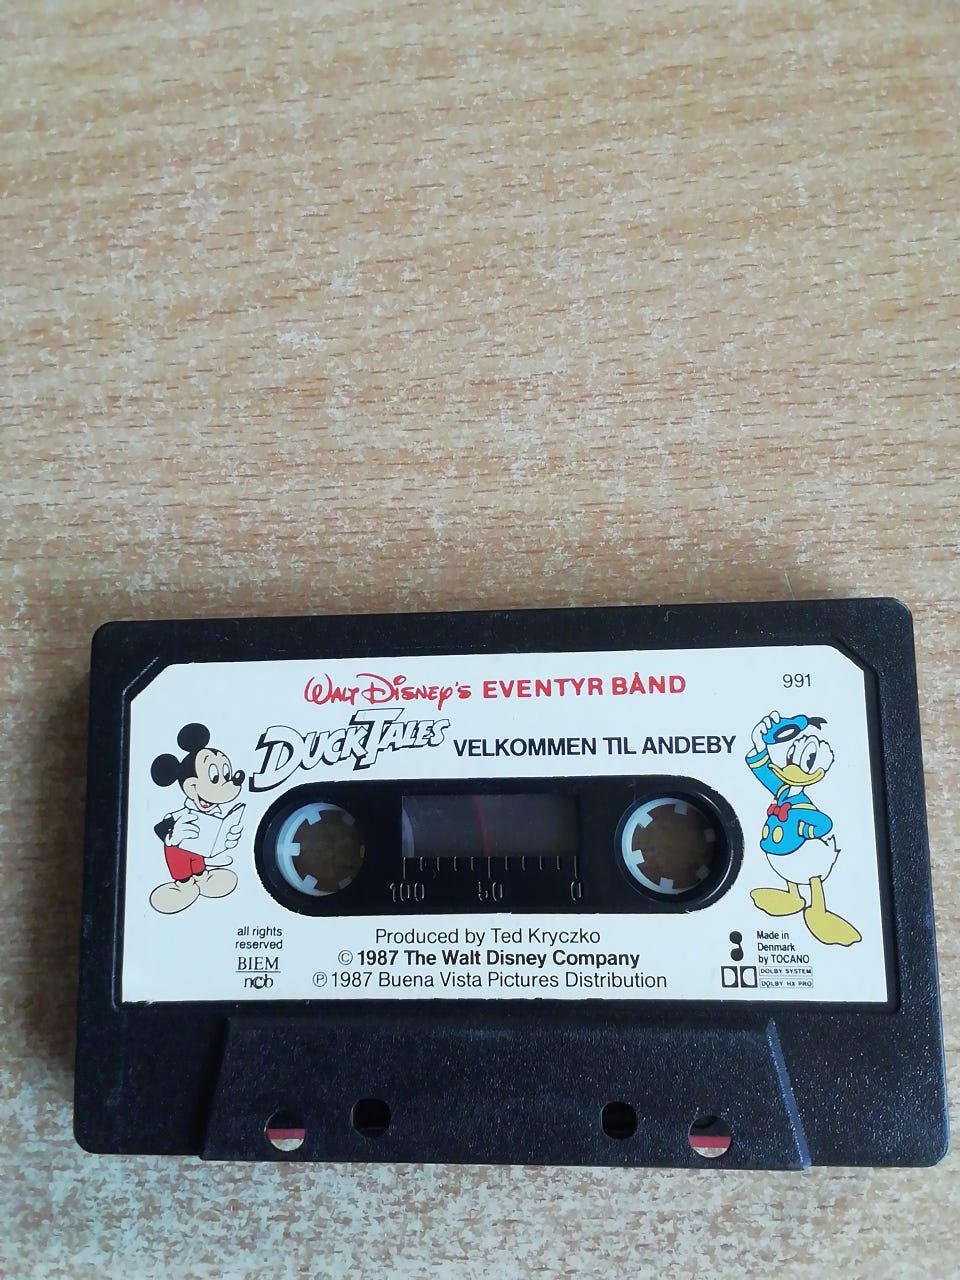 WALT DISNEY'S EVENTYR BÅND
991
DUCKTALES VELKOMMEN TIL ANDEBY
100 50 0
all rights
reserved
BIEM
ncb
Produced by Ted Kryczko
© 1987 The Walt Disney Company
℗ 1987 Buena Vista Pictures Distribution
Made in
Denmark
by TOCANO
DOLBY SYSTEM
DOLBY HX PRO